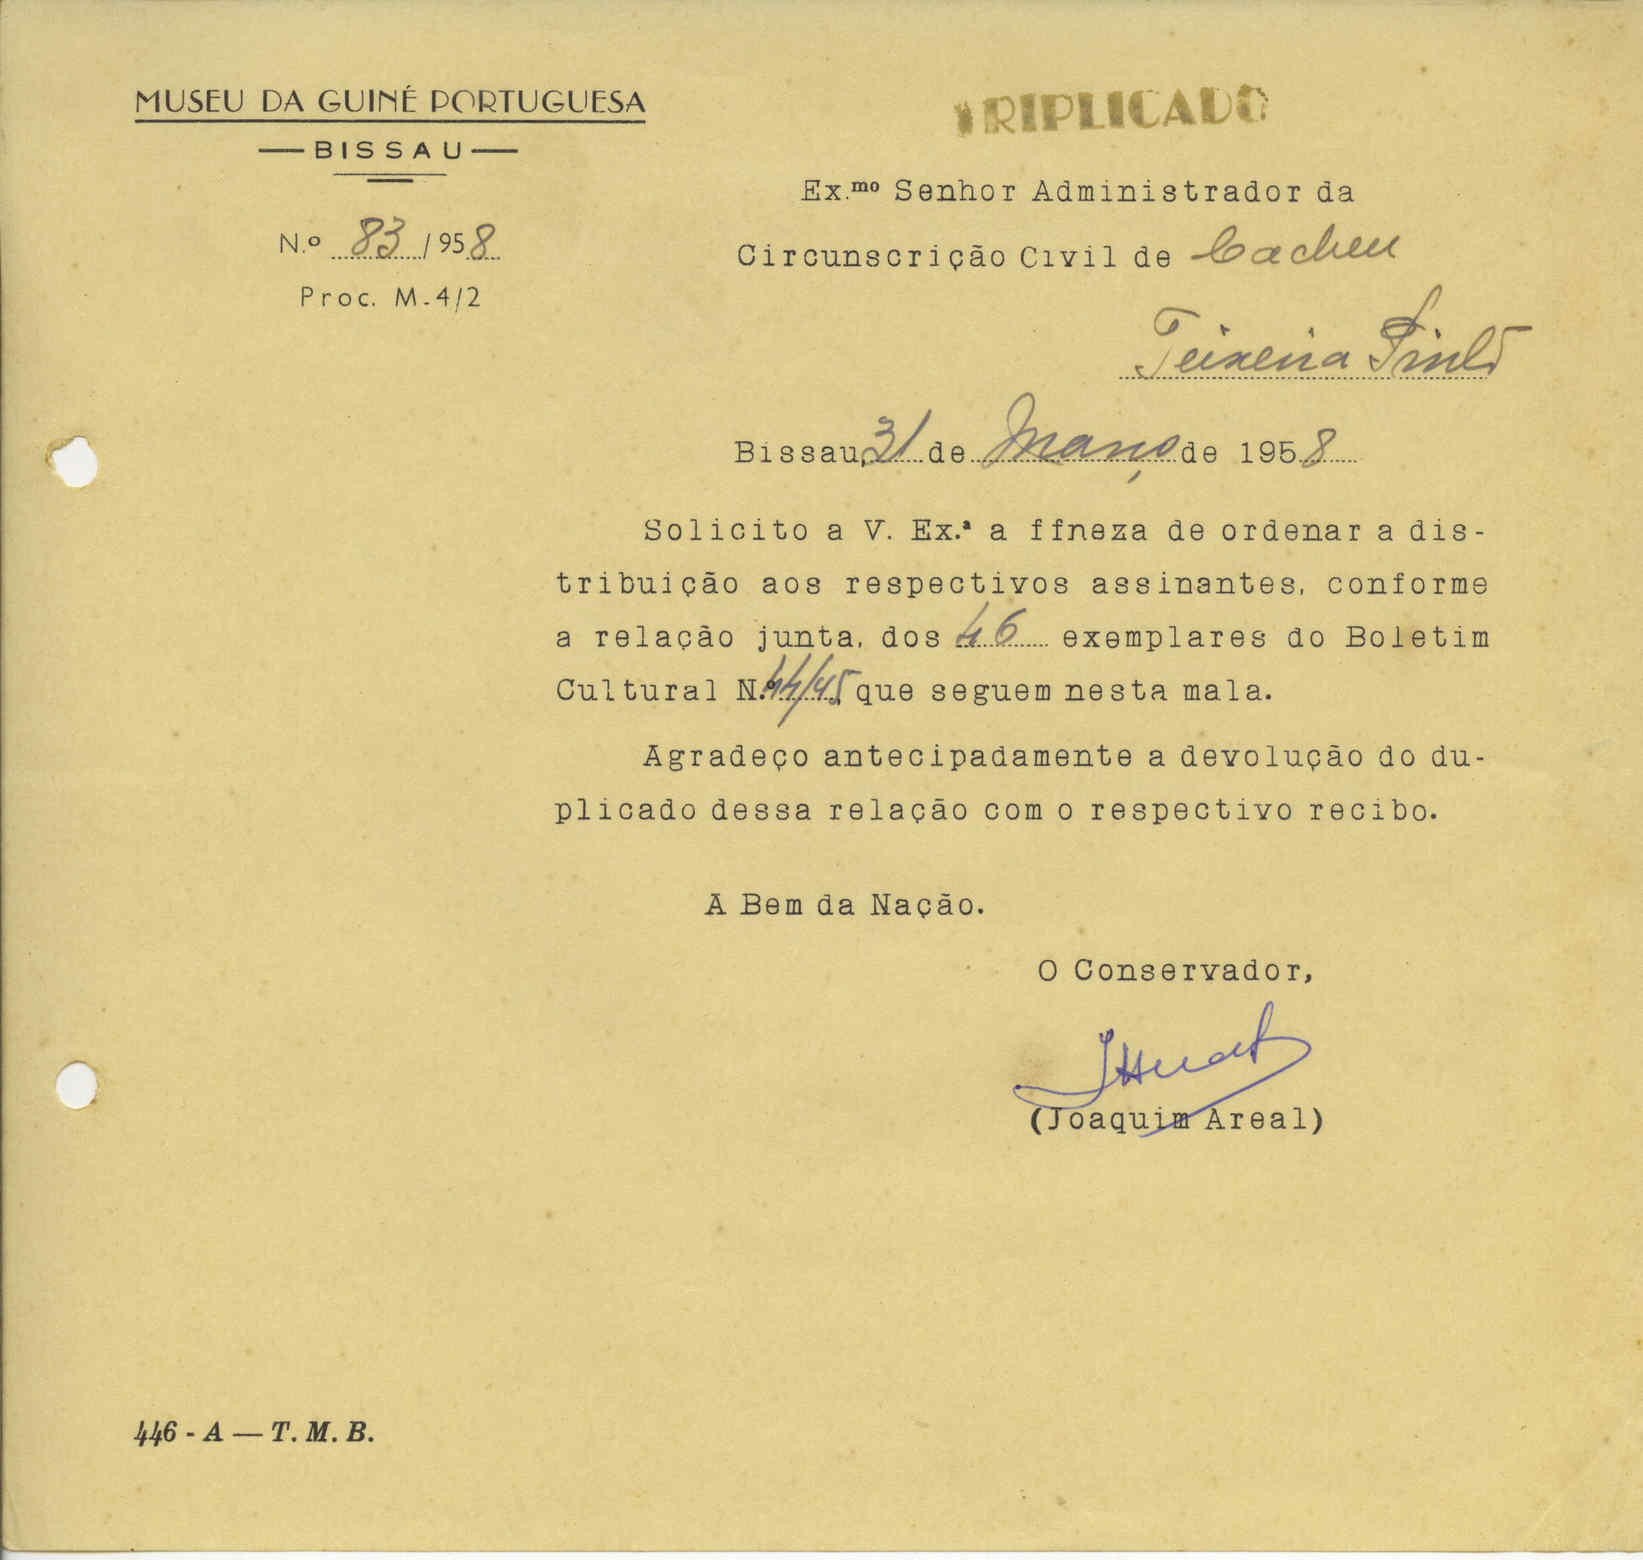 MUSEU DA GUINÉ PORTUGUESA
— BISSAU —
N.º 83/1958
Proc. M-4/2
TRIPLICADO
Ex.mo Senhor Administrador da
Circunscrição Civil de Cacheu
Teixeira Pinto
Bissau, 31 de Março de 1958
Solicito a V. Ex.ª a ffneza de ordenar a dis-
tribuição aos respectivos assinantes, conforme
a relação junta, dos 46 exemplares do Boletim
Cultural N.º 44/45 que seguem nesta mala.
Agradeço antecipadamente a devolução do du-
plicado dessa relação com o respectivo recibo.
A Bem da Nação.
O Conservador,
(Joaquim Areal)
446 - A — T. M. B.